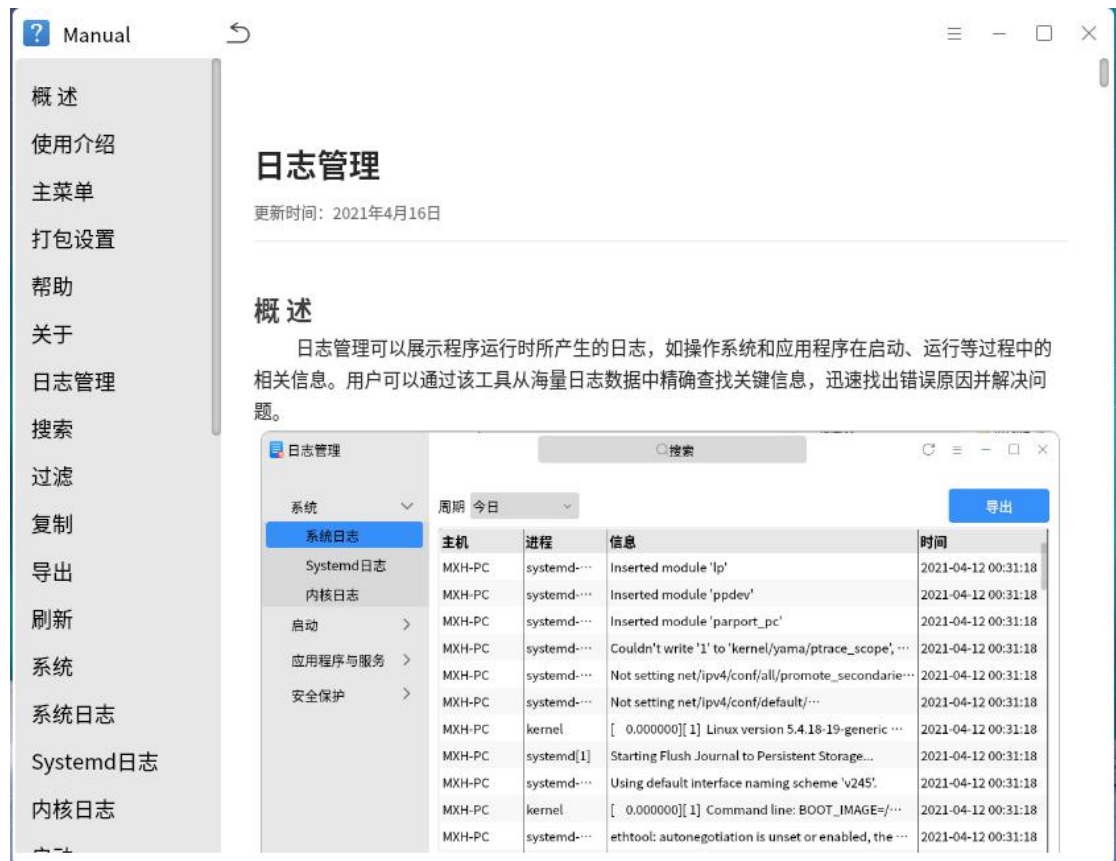 Manual
概 述
使用介绍
主菜单
打包设置
帮助
关于
日志管理
搜索
过滤
复制
导出
刷新
系统
系统日志
Systemd日志
内核日志
日志管理
更新时间：2021年4月16日
概 述
日志管理可以展示程序运行时所产生的日志，如操作系统和应用程序在启动、运行等过程中的
相关信息。用户可以通过该工具从海量日志数据中精确查找关键信息，迅速找出错误原因并解决问
题。
日志管理
搜索
系统
系统日志
Systemd日志
内核日志
启动
应用程序与服务
安全保护
周期 今日 导出
主机 进程 信息 时间
MXH-PC systemd-··· Inserted module 'lp' 2021-04-12 00:31:18
MXH-PC systemd-··· Inserted module 'ppdev' 2021-04-12 00:31:18
MXH-PC systemd-··· Inserted module 'parport_pc' 2021-04-12 00:31:18
MXH-PC systemd-··· Couldn't write '1' to 'kernel/yama/ptrace_scope', ··· 2021-04-12 00:31:18
MXH-PC systemd-··· Not setting net/ipv4/conf/all/promote_secondarie··· 2021-04-12 00:31:18
MXH-PC systemd-··· Not setting net/ipv4/conf/default/··· 2021-04-12 00:31:18
MXH-PC kernel [ 0.000000][ 1] Linux version 5.4.18-19-generic ··· 2021-04-12 00:31:18
MXH-PC systemd[1] Starting Flush Journal to Persistent Storage... 2021-04-12 00:31:18
MXH-PC systemd-··· Using default interface naming scheme 'v245'. 2021-04-12 00:31:18
MXH-PC kernel [ 0.000000][ 1] Command line: BOOT_IMAGE=/··· 2021-04-12 00:31:18
MXH-PC systemd-··· ethtool: autonegotiation is unset or enabled, the ··· 2021-04-12 00:31:18